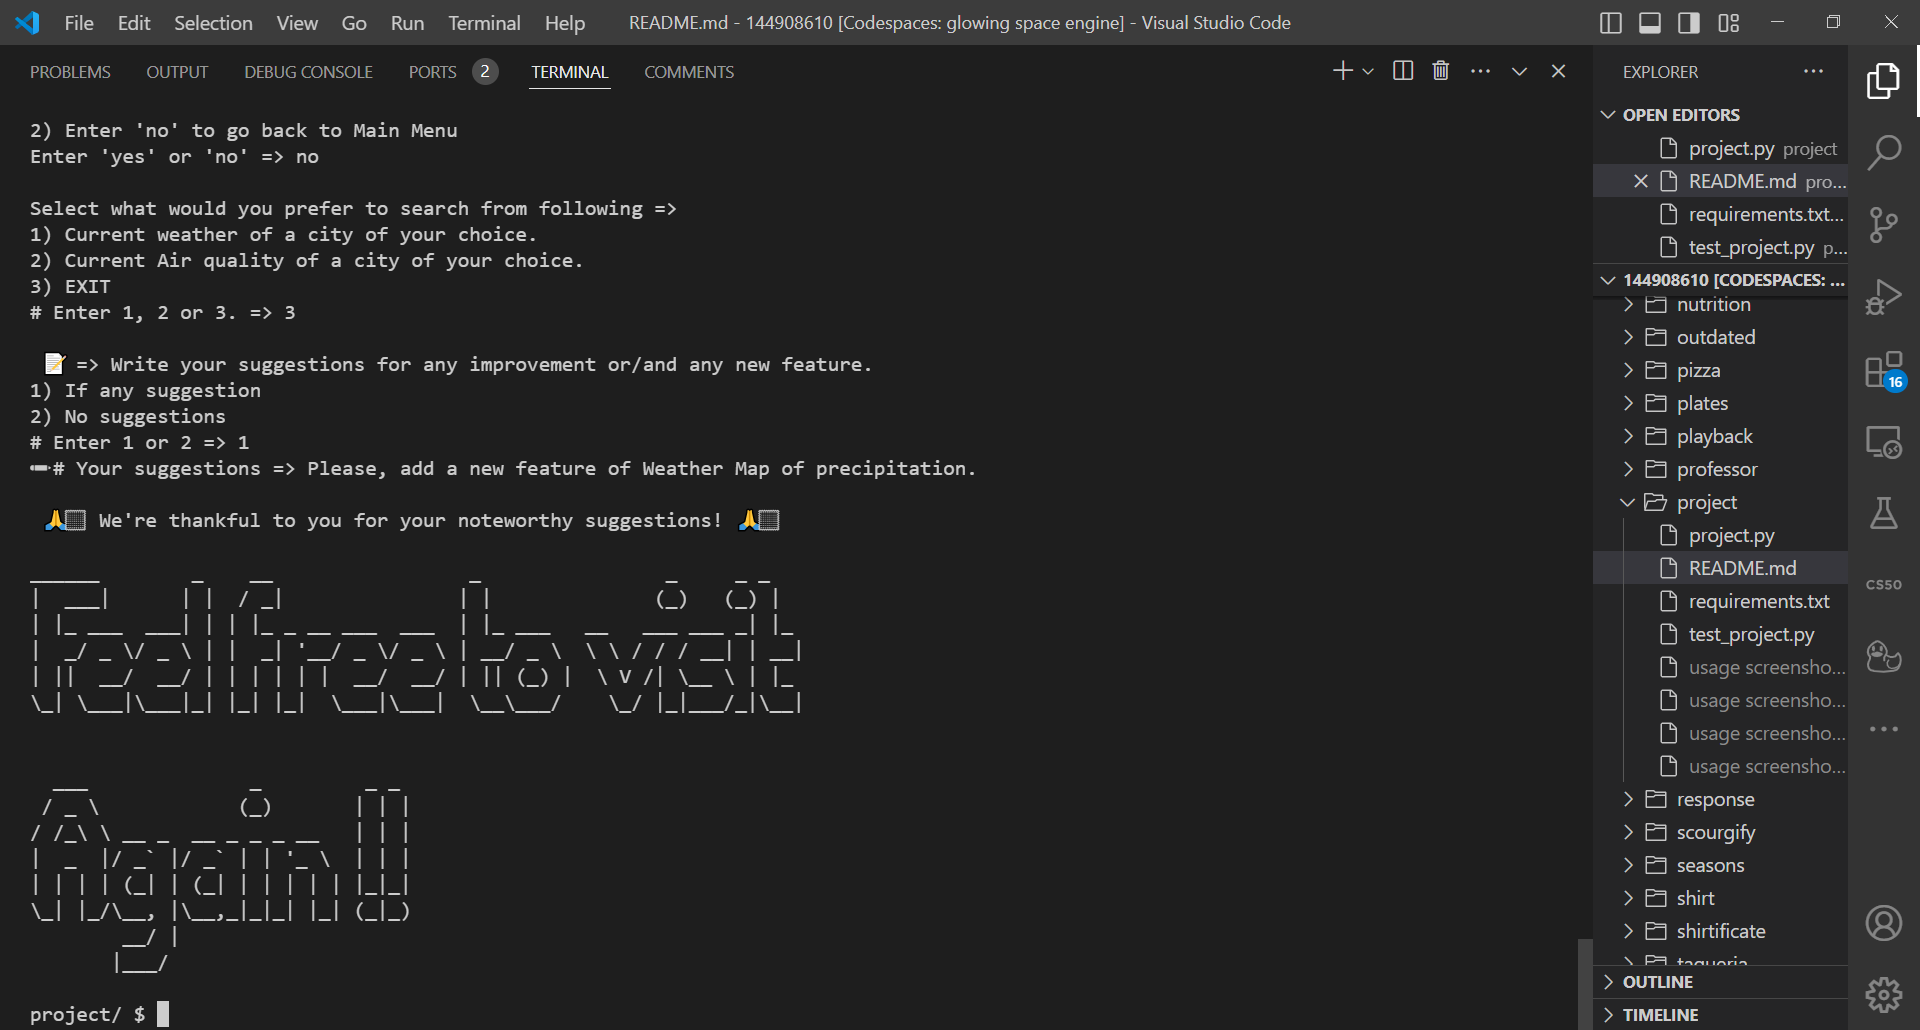 File Edit Selection View Go Run Terminal Help README.md - 144908610 [Codespaces: glowing space engine] - Visual Studio Code
PROBLEMS OUTPUT DEBUG CONSOLE PORTS 2 TERMINAL COMMENTS
2) Enter 'no' to go back to Main Menu
Enter 'yes' or 'no' => no
Select what would you prefer to search from following =>
1) Current weather of a city of your choice.
2) Current Air quality of a city of your choice.
3) EXIT
# Enter 1, 2 or 3. => 3
📝 => Write your suggestions for any improvement or/and any new feature.
1) If any suggestion
2) No suggestions
# Enter 1 or 2 => 1
# Your suggestions => Please, add a new feature of Weather Map of precipitation.
🙏 We're thankful to you for your noteworthy suggestions! 🙏
Feel free to visit
Again!!
project/ $
EXPLORER
OPEN EDITORS
project.py project
README.md pro...
requirements.txt...
test_project.py p...
144908610 [CODESPACES: ...
nutrition
outdated
pizza
plates
playback
professor
project
project.py
README.md
requirements.txt
test_project.py
usage screensho...
usage screensho...
usage screensho...
usage screensho...
response
scourgify
seasons
shirt
shirtificate
taqueria
OUTLINE
TIMELINE
16
CS50